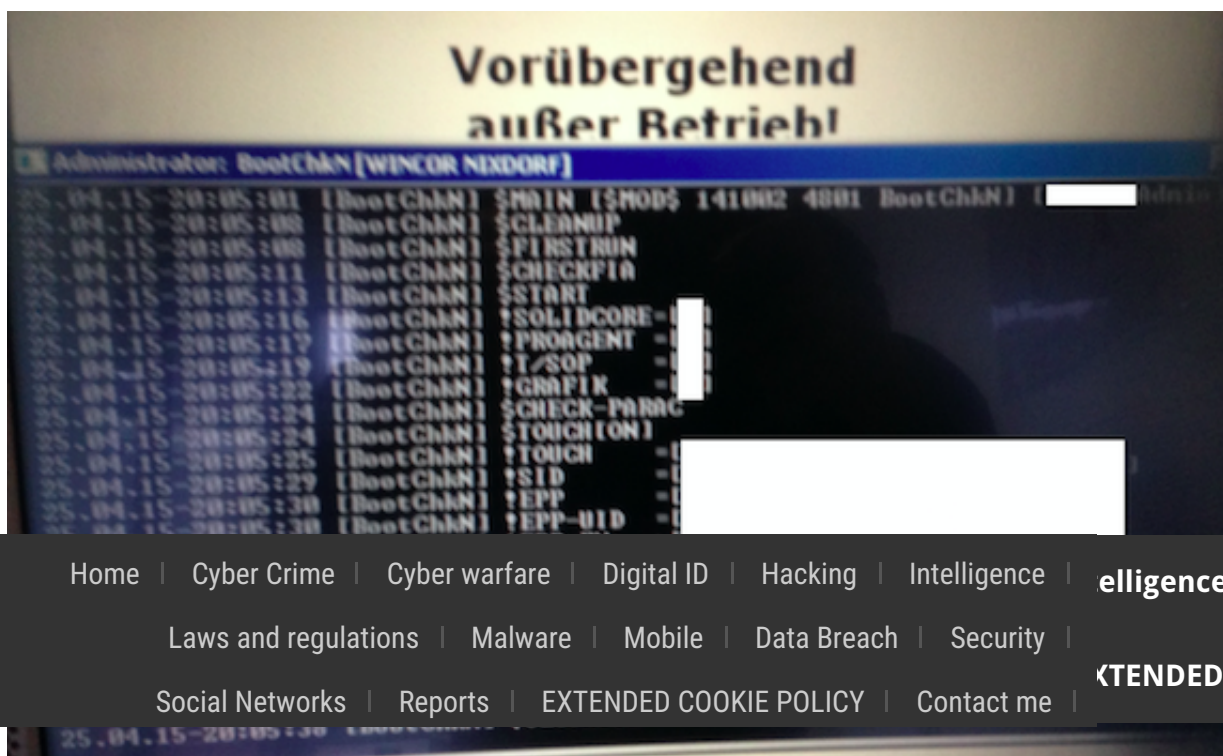 Vorübergehend
außer Betrieb!
Administrator: BootChkN [WINCOR NIXDORF]
25.04.15-20:05:01 [BootChkN] $MAIN [$MOD$ 141002 4801 BootChkN] [
25.04.15-20:05:08 [BootChkN] $CLEANUP
25.04.15-20:05:08 [BootChkN] $FIRSTRUN
25.04.15-20:05:11 [BootChkN] $CHECKFIA
25.04.15-20:05:13 [BootChkN] $START
25.04.15-20:05:16 [BootChkN] !SOLIDCORE=[ ]
25.04.15-20:05:17 [BootChkN] !PROAGENT =[ ]
25.04.15-20:05:19 [BootChkN] !T/SOP =[ ]
25.04.15-20:05:22 [BootChkN] !GRAFIK =[ ]
25.04.15-20:05:24 [BootChkN] $CHECK-PARAC
25.04.15-20:05:24 [BootChkN] $TOUCH[ON]
25.04.15-20:05:25 [BootChkN] !TOUCH =[
25.04.15-20:05:29 [BootChkN] !SID =[
25.04.15-20:05:30 [BootChkN] !EPP =[
25.04.15-20:05:30 [BootChkN] !EPP-UID =[
Home | Cyber Crime | Cyber warfare | Digital ID | Hacking | Intelligence |
telligence
Laws and regulations | Malware | Mobile | Data Breach | Security |
XTENDED
Social Networks | Reports | EXTENDED COOKIE POLICY | Contact me |
25.04.15-20:05:30